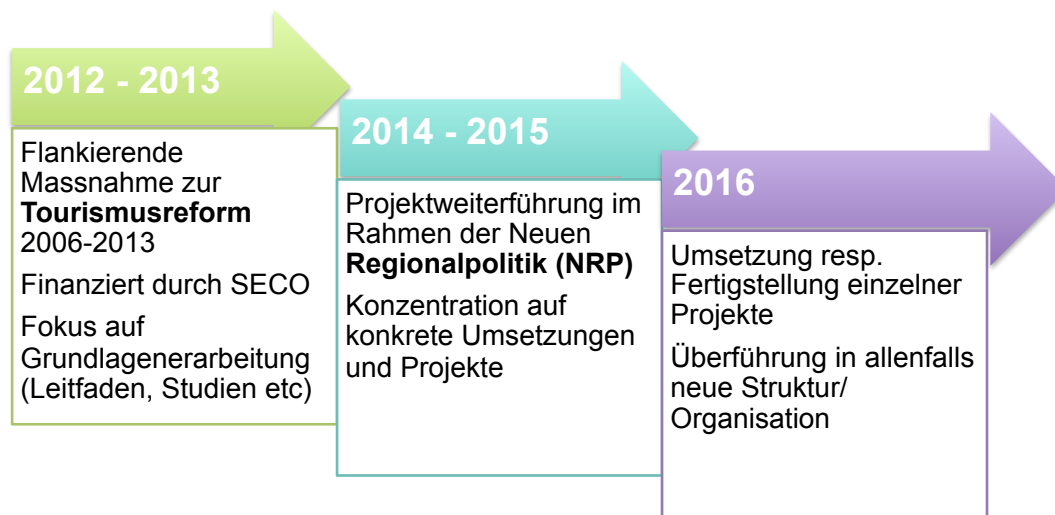 2012 - 2013
Flankierende
Massnahme zur
Tourismusreform
2006-2013
Finanziert durch SECO
Fokus auf
Grundlagenerarbeitung
(Leitfaden, Studien etc)
2014 - 2015
Projektweiterführung im
Rahmen der Neuen
Regionalpolitik (NRP)
Konzentration auf
konkrete Umsetzungen
und Projekte
2016
Umsetzung resp.
Fertigstellung einzelner
Projekte
Überführung in allenfalls
neue Struktur/
Organisation